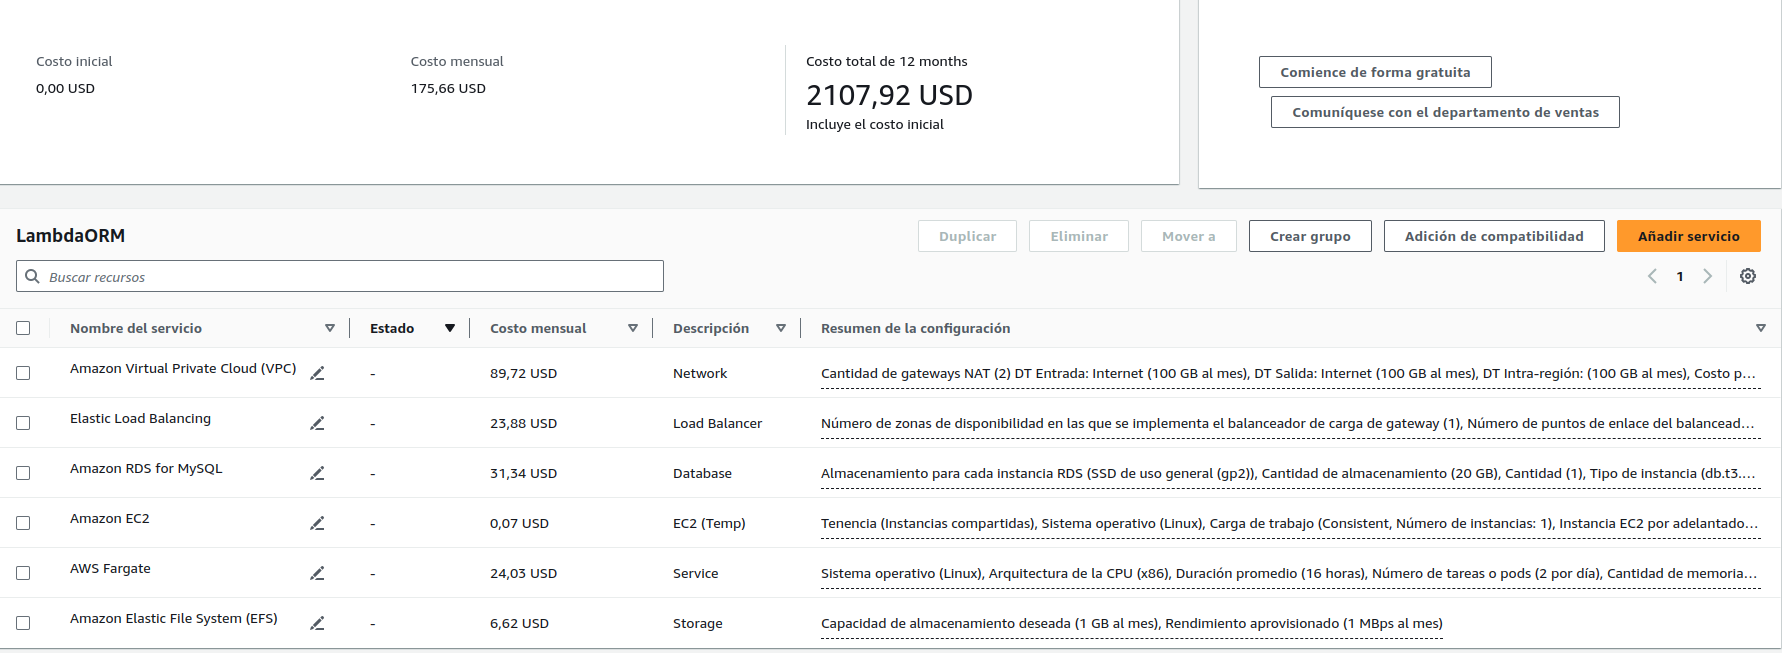 Costo inicial
0,00 USD
Costo mensual
175,66 USD
Costo total de 12 months
2107,92 USD
Incluye el costo inicial
Comience de forma gratuita
Comuníquese con el departamento de ventas
LambdaORM
Duplicar
Eliminar
Mover a
Crear grupo
Adición de compatibilidad
Añadir servicio
Buscar recursos
1
Nombre del servicio Estado Costo mensual Descripción Resumen de la configuración
Amazon Virtual Private Cloud (VPC) - 89,72 USD Network Cantidad de gateways NAT (2) DT Entrada: Internet (100 GB al mes), DT Salida: Internet (100 GB al mes), DT Intra-región: (100 GB al mes), Costo p...
Elastic Load Balancing - 23,88 USD Load Balancer Número de zonas de disponibilidad en las que se implementa el balanceador de carga de gateway (1), Número de puntos de enlace del balancead...
Amazon RDS for MySQL - 31,34 USD Database Almacenamiento para cada instancia RDS (SSD de uso general (gp2)), Cantidad de almacenamiento (20 GB), Cantidad (1), Tipo de instancia (db.t3....
Amazon EC2 - 0,07 USD EC2 (Temp) Tenencia (Instancias compartidas), Sistema operativo (Linux), Carga de trabajo (Consistent, Número de instancias: 1), Instancia EC2 por adelantado...
AWS Fargate - 24,03 USD Service Sistema operativo (Linux), Arquitectura de la CPU (x86), Duración promedio (16 horas), Número de tareas o pods (2 por día), Cantidad de memoria...
Amazon Elastic File System (EFS) - 6,62 USD Storage Capacidad de almacenamiento deseada (1 GB al mes), Rendimiento aprovisionado (1 MBps al mes)